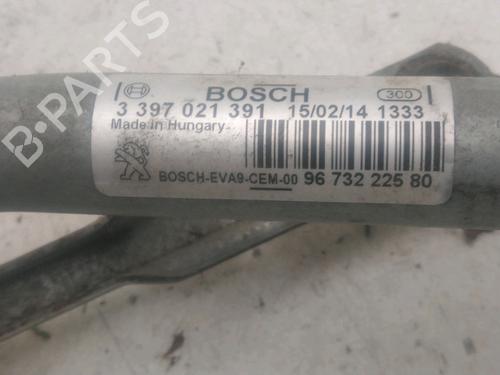 B-PARTS
BOSCH 300
3 397 021 391 15/02/14 1333
Made in Hungary
BOSCH-EVA9-CEM-00 96 732 225 80